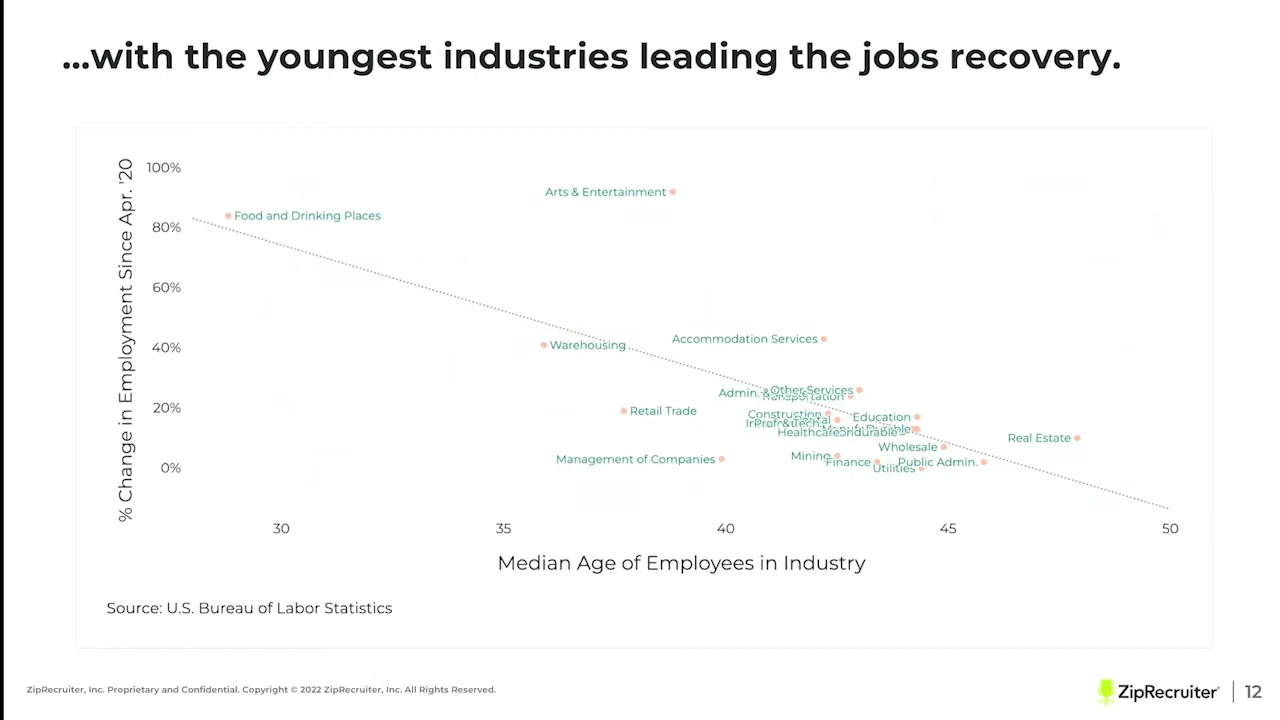 ...with the youngest industries leading the jobs recovery.
% Change in Employment Since Apr. '20
100%
80%
60%
40%
20%
0%
Arts & Entertainment
Food and Drinking Places
Accommodation Services
Warehousing
Other Services
Admin. &
Transportation
Retail Trade
Construction
Education
Healthcare
Real Estate
Wholesale
Management of Companies
Mining
Finance
Public Admin.
Utilities
30
35
40
45
50
Median Age of Employees in Industry
Source: U.S. Bureau of Labor Statistics
ZipRecruiter, Inc. Proprietary and Confidential. Copyright © 2022 ZipRecruiter, Inc. All Rights Reserved.
ZipRecruiter
12